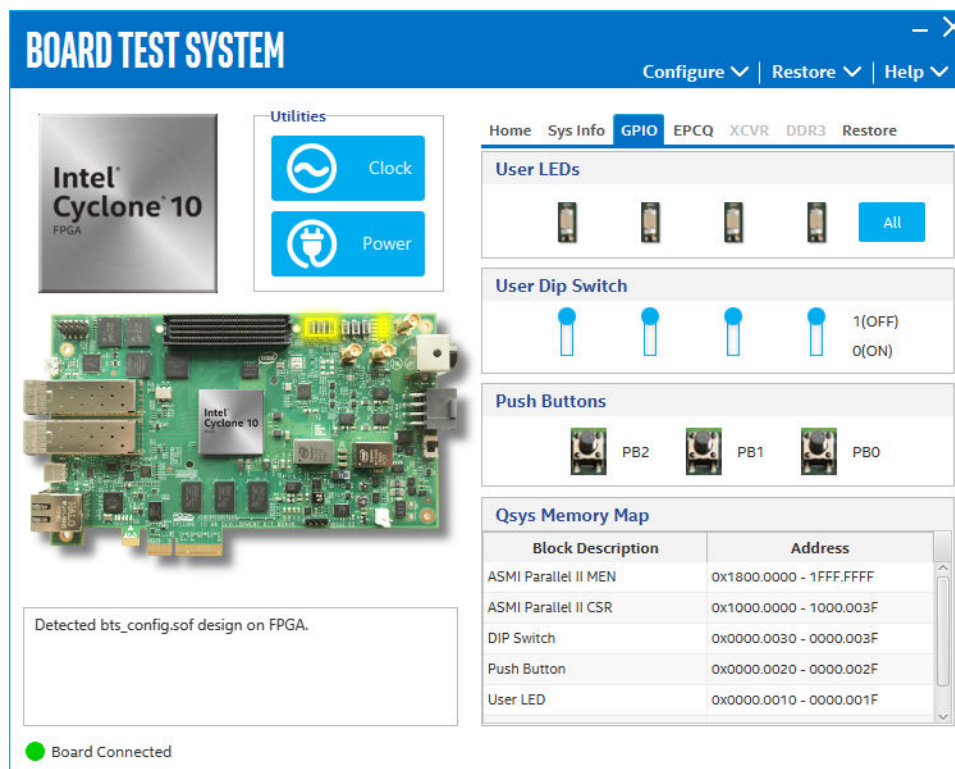 BOARD TEST SYSTEM
Configure
Restore
Help
Intel®
Cyclone® 10
FPGA
Utilities
Clock
Power
Intel
Cyclone 10
Detected bts_config.sof design on FPGA.
Board Connected
Home Sys Info GPIO EPCQ XCVR DDR3 Restore
User LEDs
All
User Dip Switch
1(OFF)
0(ON)
Push Buttons
PB2 PB1 PB0
Qsys Memory Map
Block Description Address
ASMI Parallel II MEN 0x1800.0000 - 1FFF.FFFF
ASMI Parallel II CSR 0x1000.0000 - 1000.003F
DIP Switch 0x0000.0030 - 0000.003F
Push Button 0x0000.0020 - 0000.002F
User LED 0x0000.0010 - 0000.001F